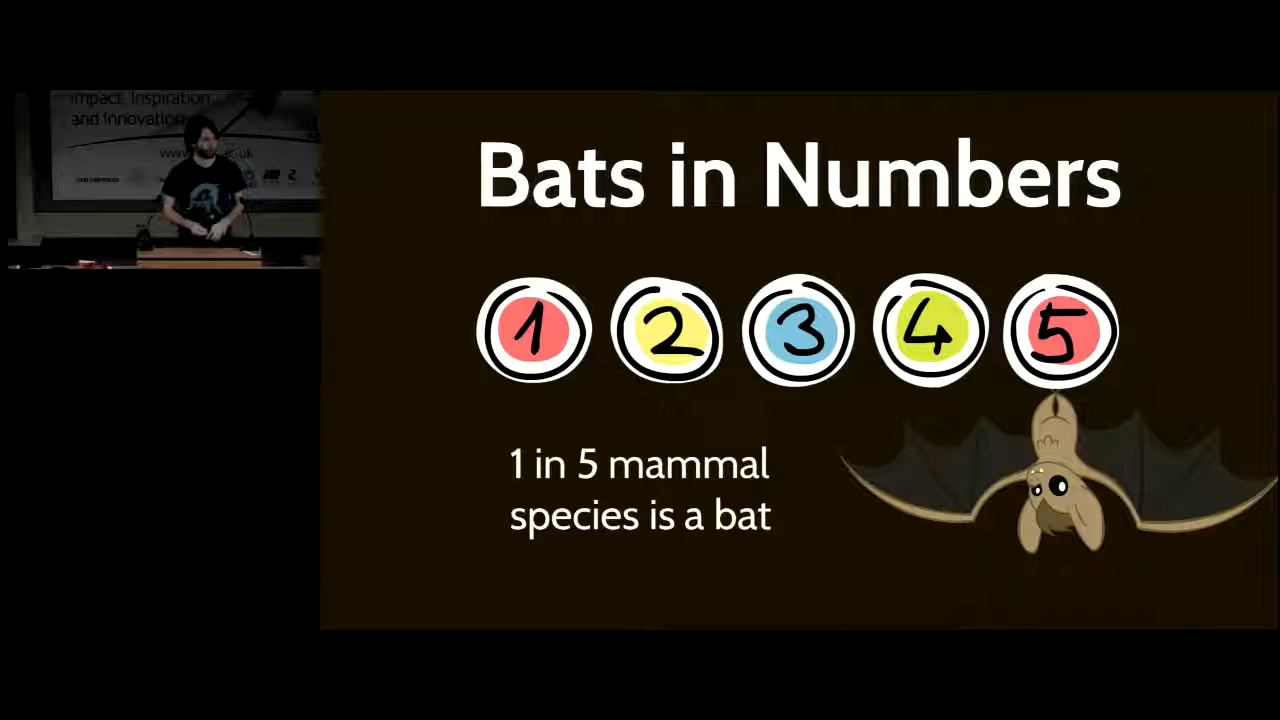 Impact, Inspiration
and Innovation
Bats in Numbers
1 2 3 4 5
1 in 5 mammal
species is a bat